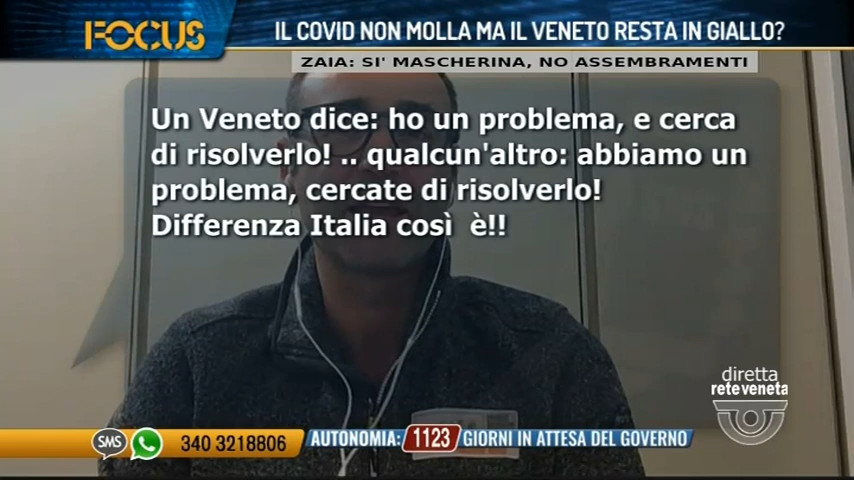 FOCUS
IL COVID NON MOLLA MA IL VENETO RESTA IN GIALLO?
ZAIA: SI' MASCHERINA, NO ASSEMBRAMENTI
Un Veneto dice: ho un problema, e cerca
di risolverlo! .. qualcun'altro: abbiamo un
problema, cercate di risolverlo!
Differenza Italia così è!!
diretta
reteveneta
SMS 340 3218806 AUTONOMIA: 1123 GIORNI IN ATTESA DEL GOVERNO